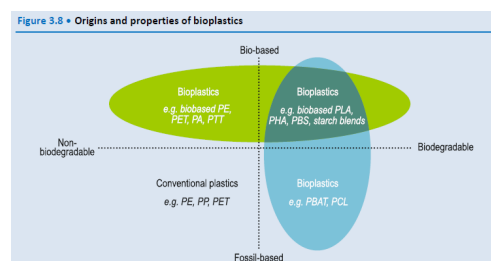 Figure 3.8 • Origins and properties of bioplastics
Bio-based
Bioplastics
e.g. biobased PE,
PET, PA, PTT
Bioplastics
e.g. biobased PLA,
PHA, PBS, starch blends
Non-
biodegradable
Biodegradable
Conventional plastics
e.g. PE, PP, PET
Bioplastics
e.g. PBAT, PCL
Fossil-based